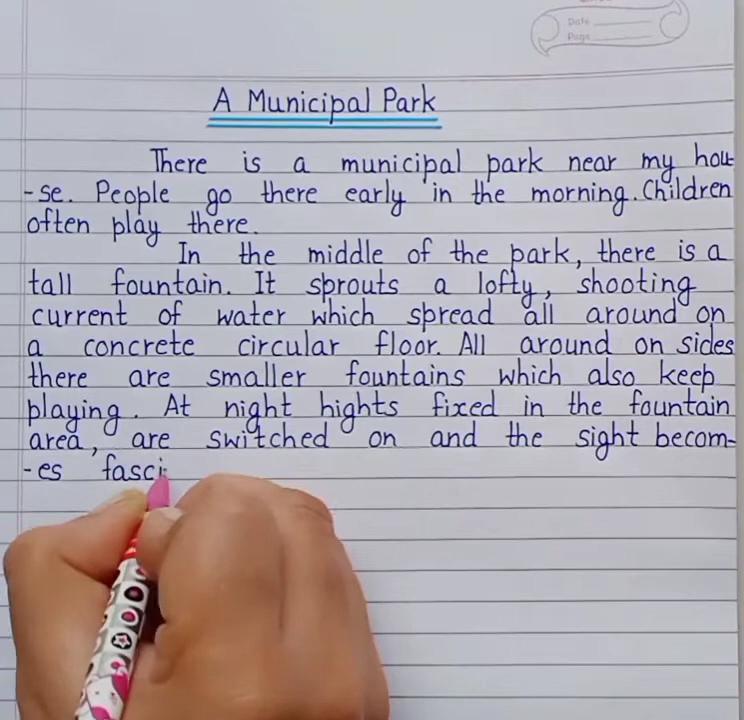 Date
Page
A Municipal Park
There is a municipal park near my hou
-se. People go there early in the morning. Children
often play there.
In the middle of the park, there is a
tall fountain. It sprouts a lofty, shooting
current of water which spread all around on
a concrete circular floor. All around on sides
there are smaller fountains which also keep
playing. At night hights fixed in the fountain
area, are switched on and the sight becom-
-es fasci